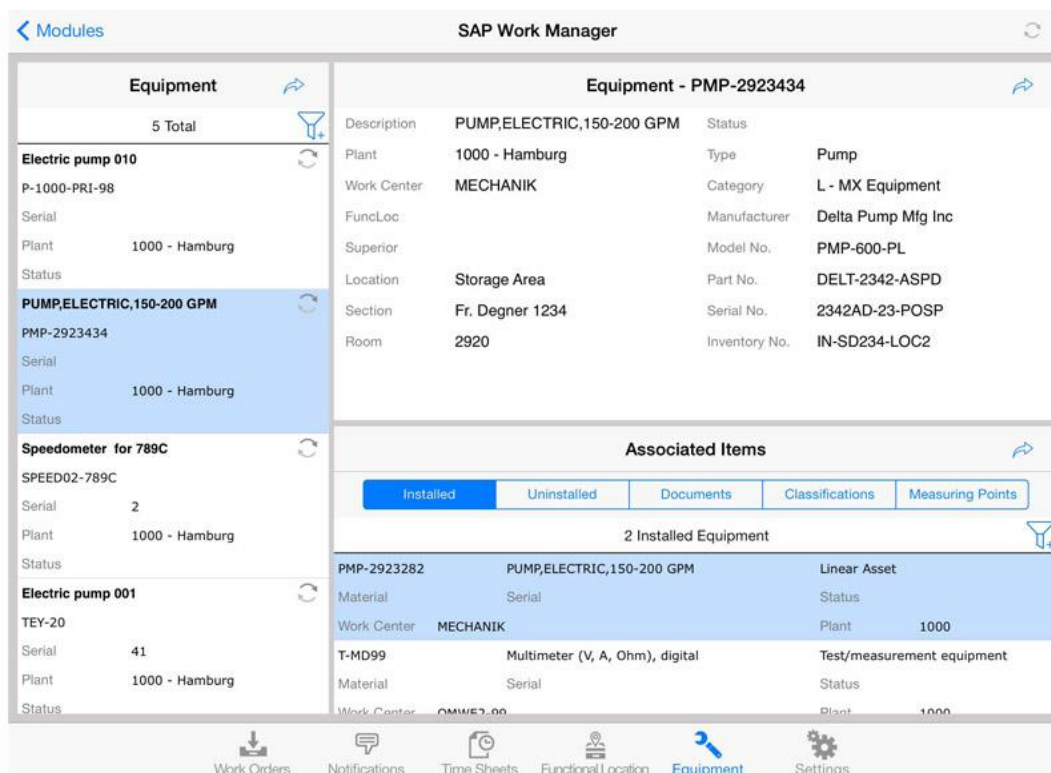 Modules
SAP Work Manager
Equipment
5 Total
Electric pump 010
P-1000-PRI-98
Serial
Plant 1000 - Hamburg
Status
PUMP,ELECTRIC,150-200 GPM
PMP-2923434
Serial
Plant 1000 - Hamburg
Status
Speedometer for 789C
SPEED02-789C
Serial 2
Plant 1000 - Hamburg
Status
Electric pump 001
TEY-20
Serial 41
Plant 1000 - Hamburg
Status
Equipment - PMP-2923434
Description PUMP,ELECTRIC,150-200 GPM Status
Plant 1000 - Hamburg Type Pump
Work Center MECHANIK Category L - MX Equipment
FuncLoc Manufacturer Delta Pump Mfg Inc
Superior Model No. PMP-600-PL
Location Storage Area Part No. DELT-2342-ASPD
Section Fr. Degner 1234 Serial No. 2342AD-23-POSP
Room 2920 Inventory No. IN-SD234-LOC2
Associated Items
Installed Uninstalled Documents Classifications Measuring Points
2 Installed Equipment
PMP-2923282 PUMP,ELECTRIC,150-200 GPM Linear Asset
Material Serial Status
Work Center MECHANIK Plant 1000
T-MD99 Multimeter (V, A, Ohm), digital Test/measurement equipment
Material Serial Status
Work Center Plant 1000
Work Orders Notifications Time Sheets Functional Location Equipment Settings